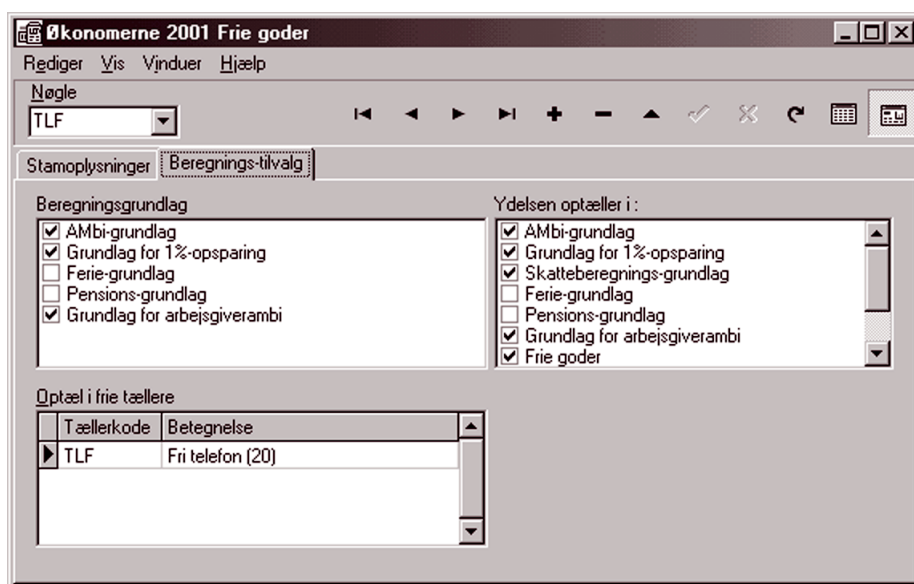 Økonomerne 2001 Frie goder
Rediger Vis Vinduer Hjælp
Nøgle
TLF
Stamoplysninger Beregnings-tilvalg
Beregningsgrundlag
AMbi-grundlag
Grundlag for 1%-opsparing
Ferie-grundlag
Pensions-grundlag
Grundlag for arbejsgiverambi
Ydelsen optæller i :
AMbi-grundlag
Grundlag for 1%-opsparing
Skatteberegnings-grundlag
Ferie-grundlag
Pensions-grundlag
Grundlag for arbejsgiverambi
Frie goder
Optæl i frie tællere
Tællerkode Betegnelse
TLF Fri telefon (20)